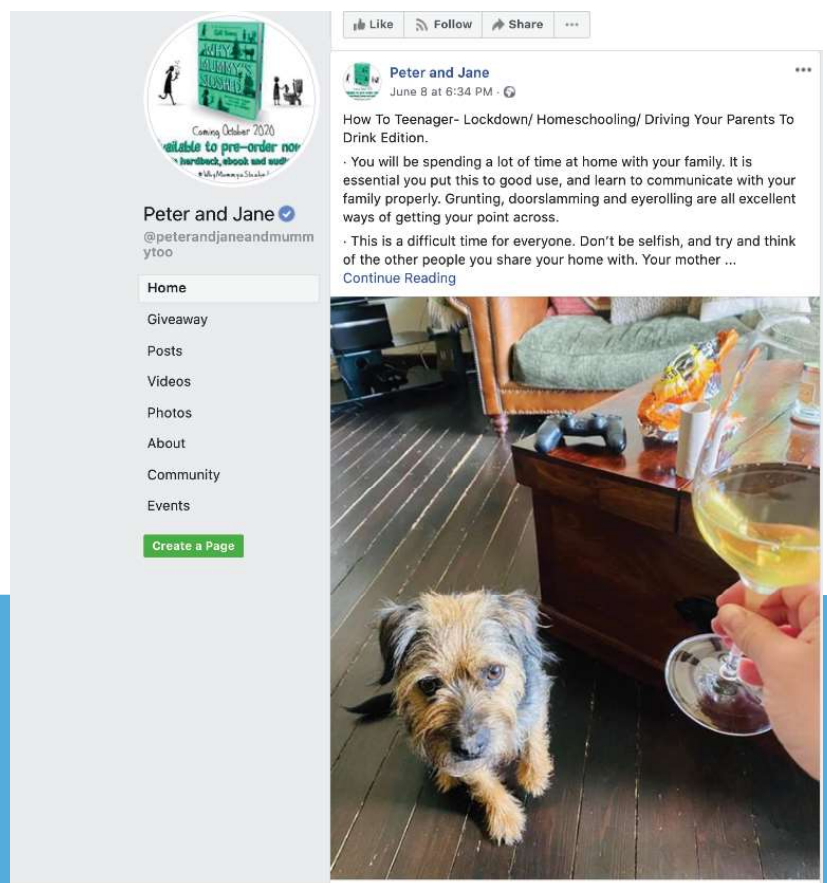 Like Follow Share
WHY
MUMMY'S
Coming October 2020
available to pre-order now
#WhyMummys
Peter and Jane
@peterandjaneandmumm
ytoo
Home
Giveaway
Posts
Videos
Photos
About
Community
Events
Create a Page
Peter and Jane
June 8 at 6:34 PM ·
How To Teenager- Lockdown/ Homeschooling/ Driving Your Parents To
Drink Edition.
· You will be spending a lot of time at home with your family. It is
essential you put this to good use, and learn to communicate with your
family properly. Grunting, doorslamming and eyerolling are all excellent
ways of getting your point across.
· This is a difficult time for everyone. Don't be selfish, and try and think
of the other people you share your home with. Your mother ...
Continue Reading